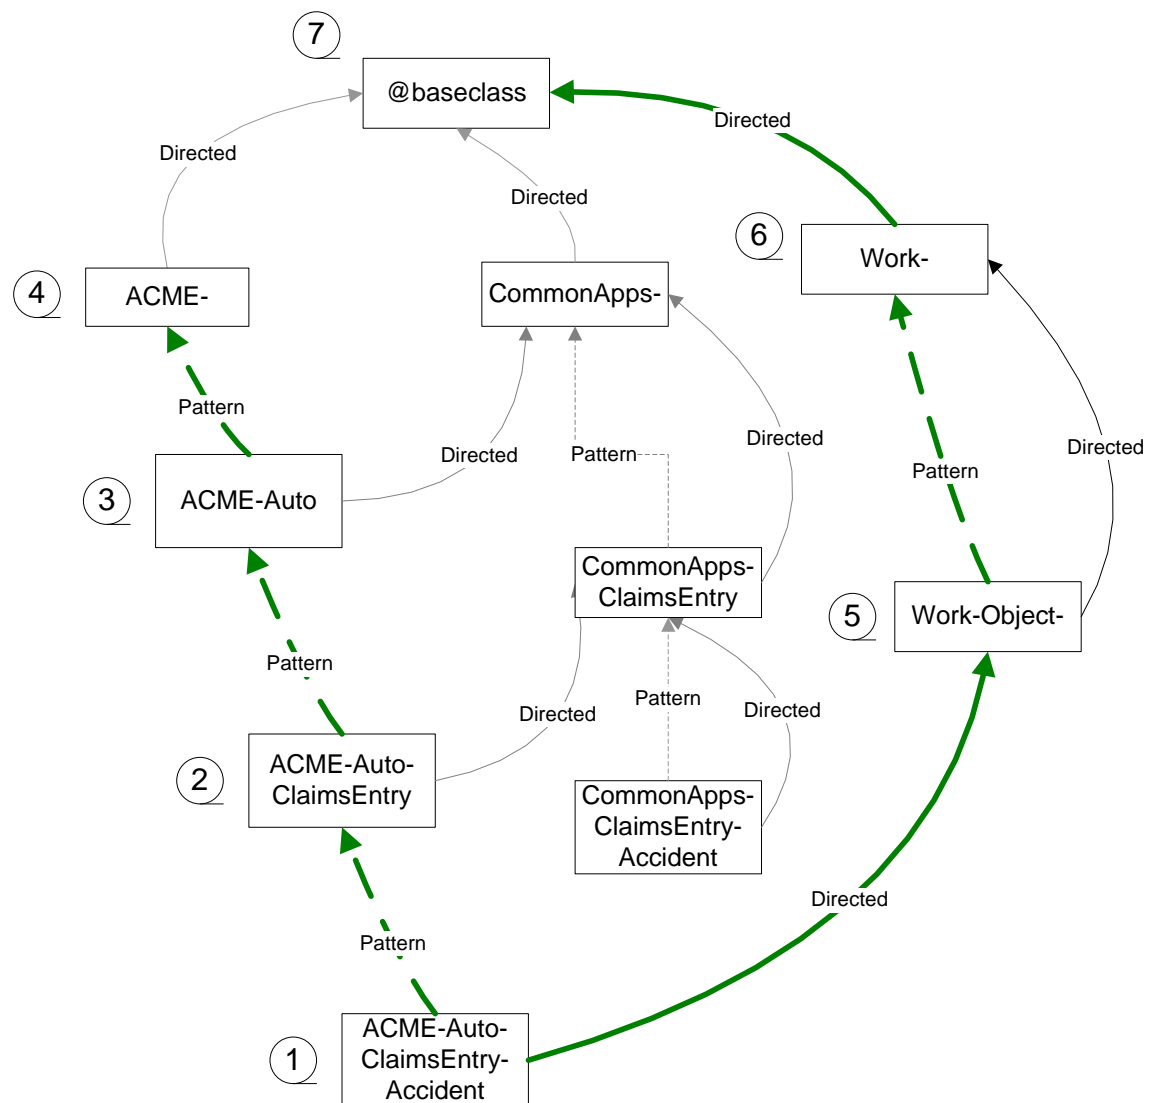 7
@baseclass
Directed
Directed
Directed
6
Work-
4
ACME-
CommonApps-
Pattern
Directed
Pattern
Directed
Directed
Pattern
3
ACME-Auto
CommonApps-
ClaimsEntry
5
Work-Object-
Pattern
Directed
Pattern
Directed
2
ACME-Auto-
ClaimsEntry
CommonApps-
ClaimsEntry-
Accident
Directed
Pattern
1
ACME-Auto-
ClaimsEntry-
Accident